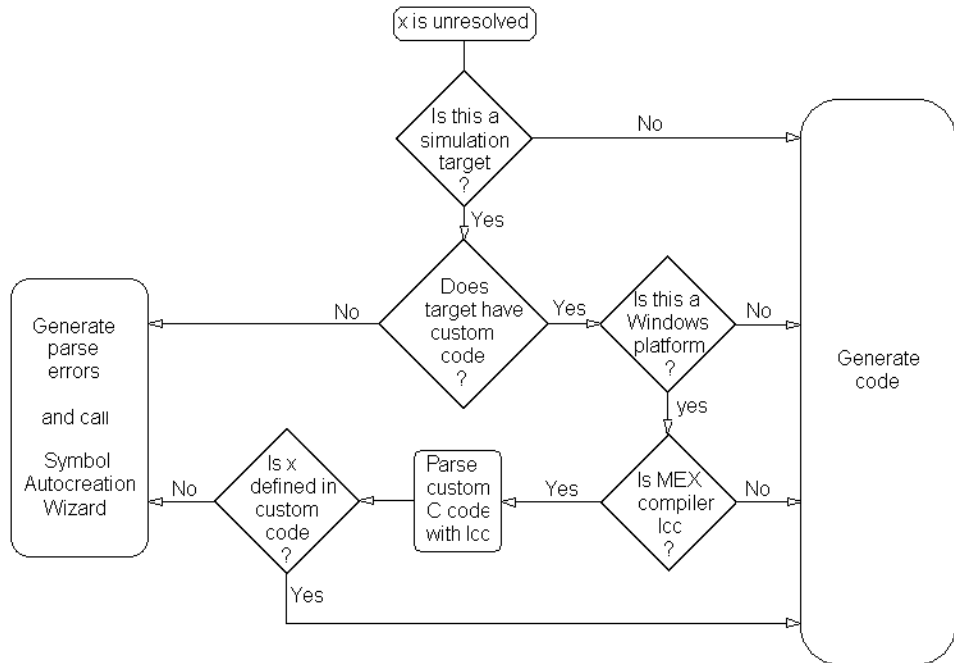 x is unresolved
Is this a
simulation
target
?
No
Yes
Does
target have
custom
code
?
No
Yes
Is this a
Windows
platform
?
No
yes
Generate
parse
errors
and call
Symbol
Autocreation
Wizard
Generate
code
Is MEX
compiler
lcc
?
No
Yes
Parse
custom
C code
with lcc
Is x
defined in
custom
code
?
No
Yes